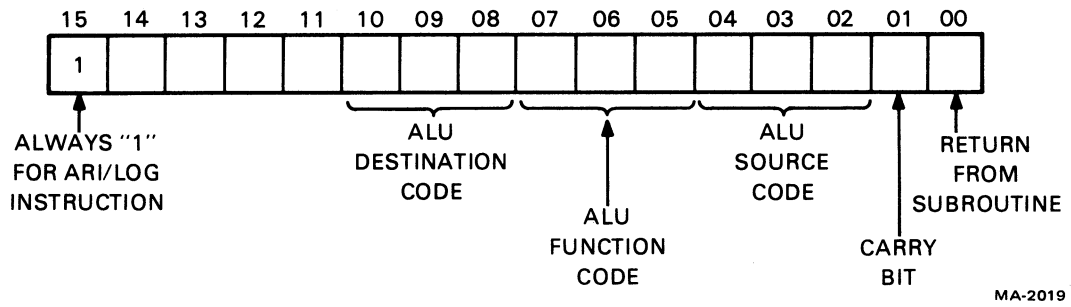 15 14 13 12 11 10 09 08 07 06 05 04 03 02 01 00
1
ALWAYS "1"
FOR ARI/LOG
INSTRUCTION
ALU
DESTINATION
CODE
ALU
FUNCTION
CODE
ALU
SOURCE
CODE
CARRY
BIT
RETURN
FROM
SUBROUTINE
MA-2019